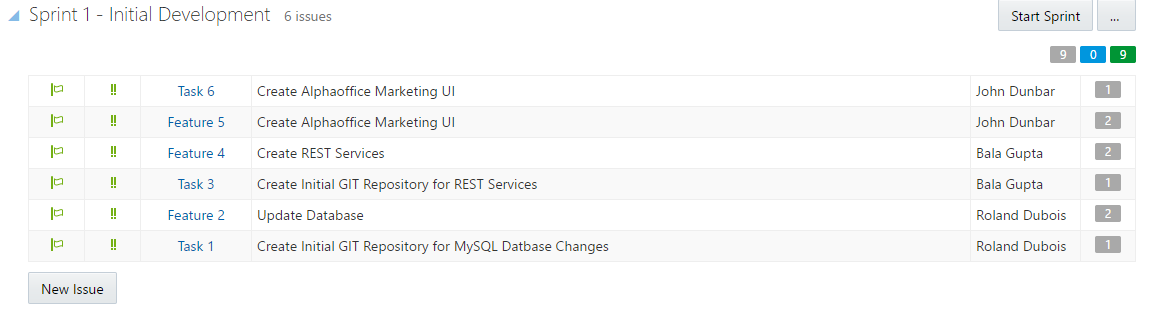 Sprint 1 - Initial Development 6 issues Start Sprint ...
9 0 9
!! Task 6 Create Alphaoffice Marketing UI John Dunbar 1
!! Feature 5 Create Alphaoffice Marketing UI John Dunbar 2
!! Feature 4 Create REST Services Bala Gupta 2
!! Task 3 Create Initial GIT Repository for REST Services Bala Gupta 1
!! Feature 2 Update Database Roland Dubois 2
!! Task 1 Create Initial GIT Repository for MySQL Datbase Changes Roland Dubois 1
New Issue